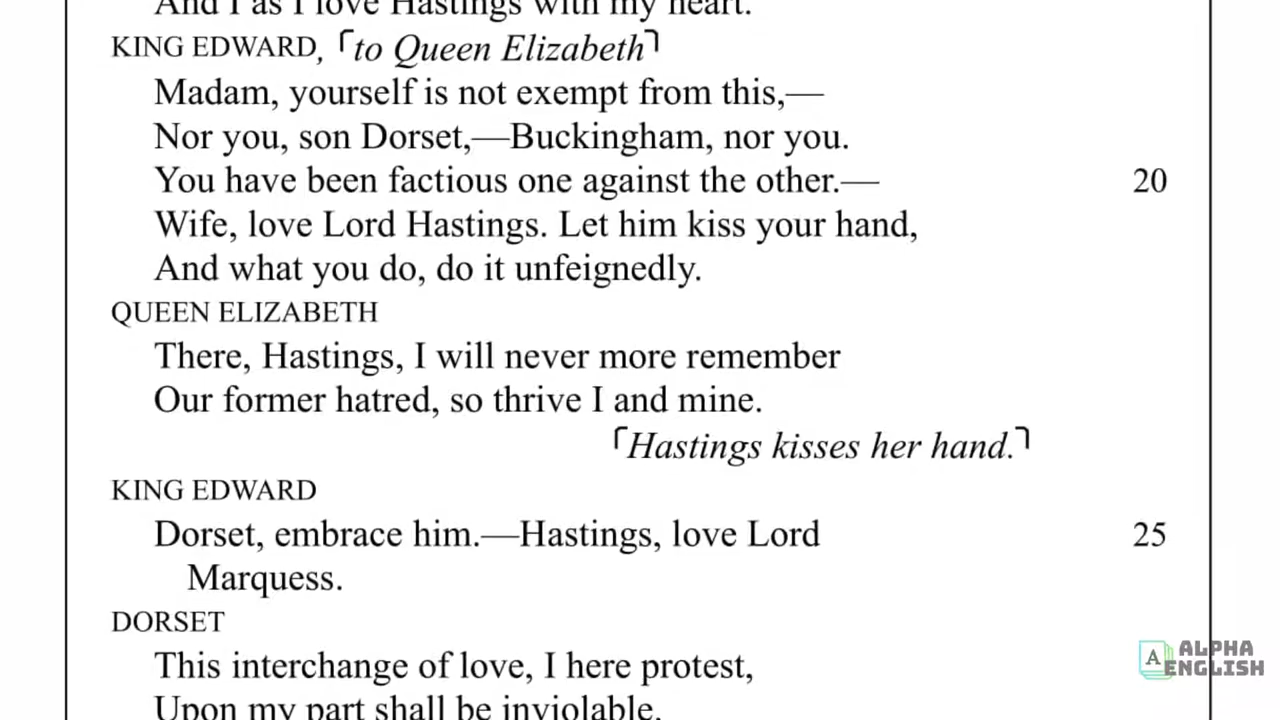 And I as I love Hastings with my heart.
KING EDWARD, ⌜to Queen Elizabeth⌝
Madam, yourself is not exempt from this,—
Nor you, son Dorset,—Buckingham, nor you.
You have been factious one against the other.— 20
Wife, love Lord Hastings. Let him kiss your hand,
And what you do, do it unfeignedly.
QUEEN ELIZABETH
There, Hastings, I will never more remember
Our former hatred, so thrive I and mine.
⌜Hastings kisses her hand.⌝
KING EDWARD
Dorset, embrace him.—Hastings, love Lord 25
Marquess.
DORSET
This interchange of love, I here protest,
Upon my part shall be inviolable.
A ALPHA
ENGLISH